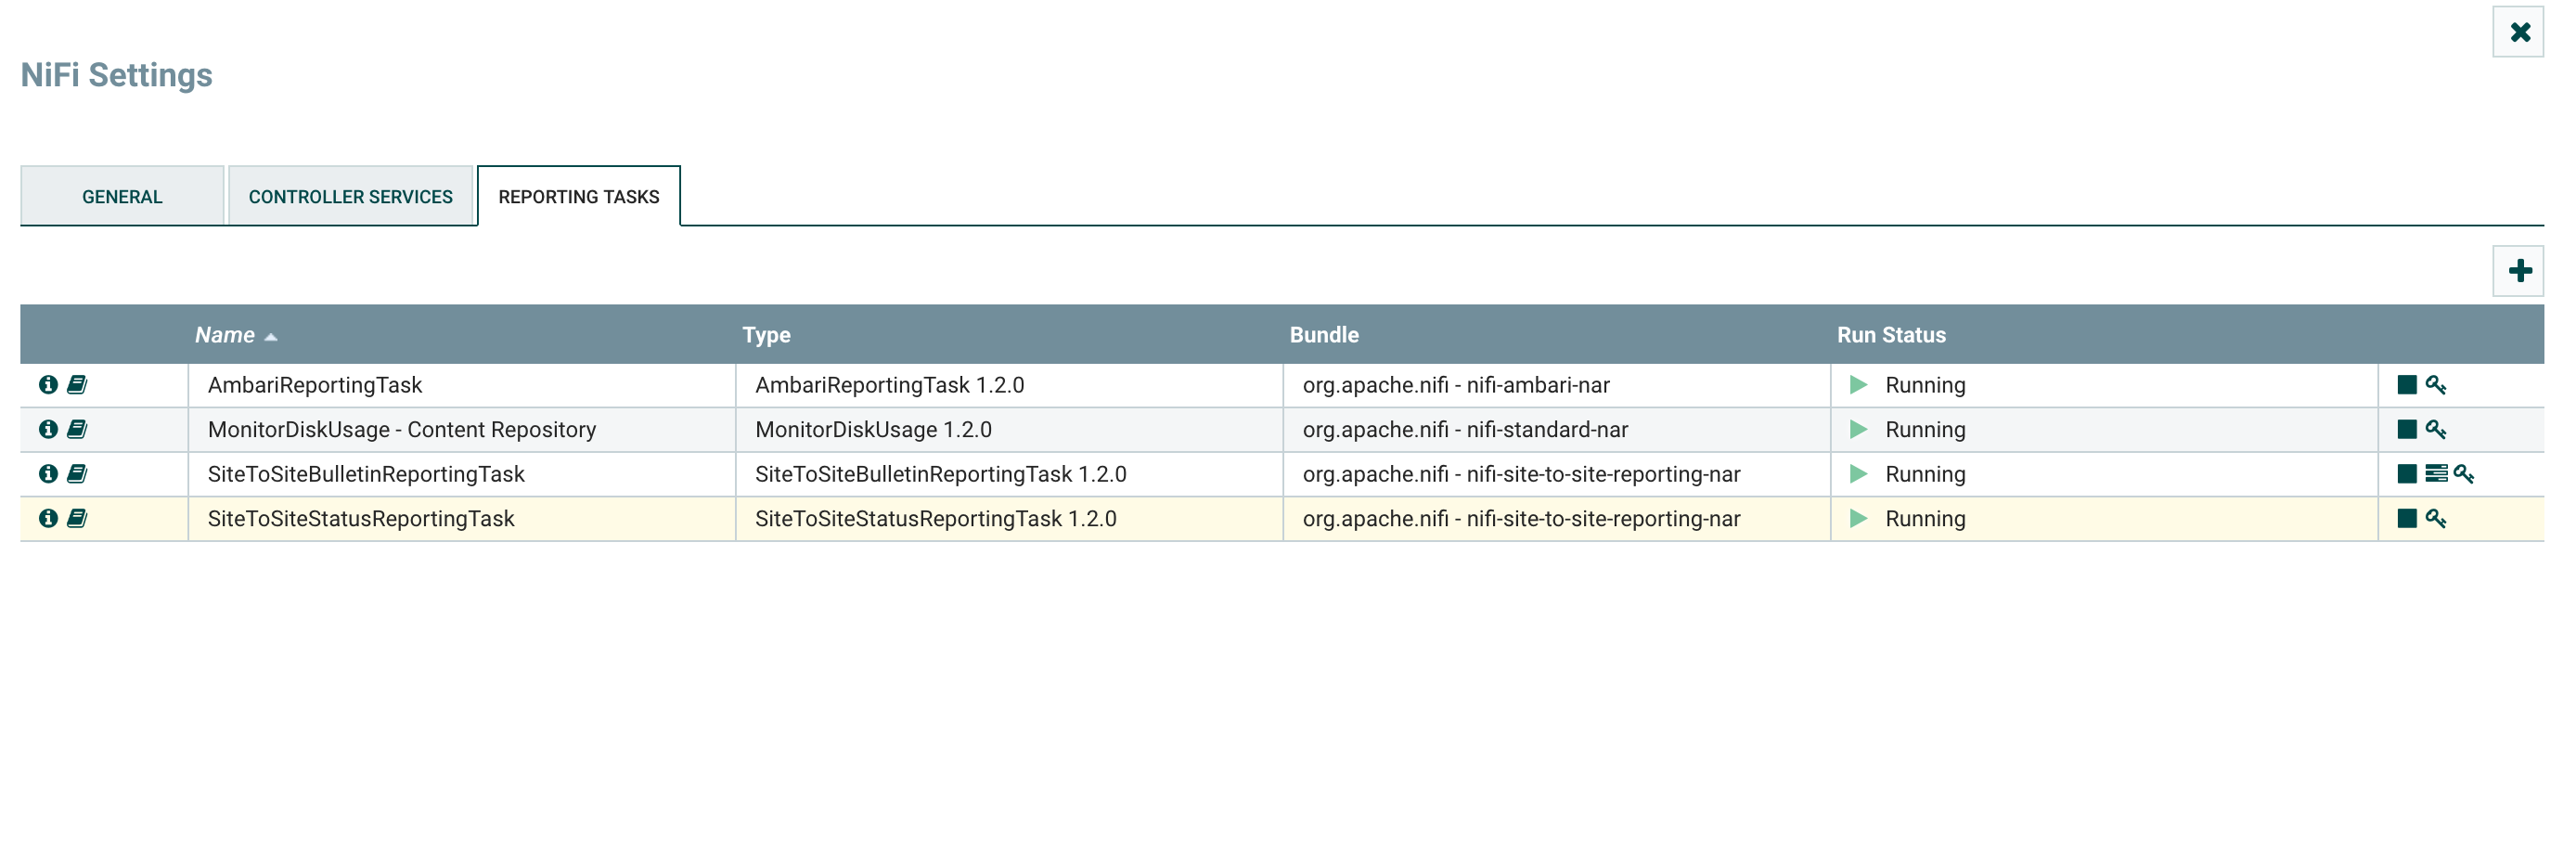 NiFi Settings
GENERAL CONTROLLER SERVICES REPORTING TASKS
Name Type Bundle Run Status
AmbariReportingTask AmbariReportingTask 1.2.0 org.apache.nifi - nifi-ambari-nar Running
MonitorDiskUsage - Content Repository MonitorDiskUsage 1.2.0 org.apache.nifi - nifi-standard-nar Running
SiteToSiteBulletinReportingTask SiteToSiteBulletinReportingTask 1.2.0 org.apache.nifi - nifi-site-to-site-reporting-nar Running
SiteToSiteStatusReportingTask SiteToSiteStatusReportingTask 1.2.0 org.apache.nifi - nifi-site-to-site-reporting-nar Running